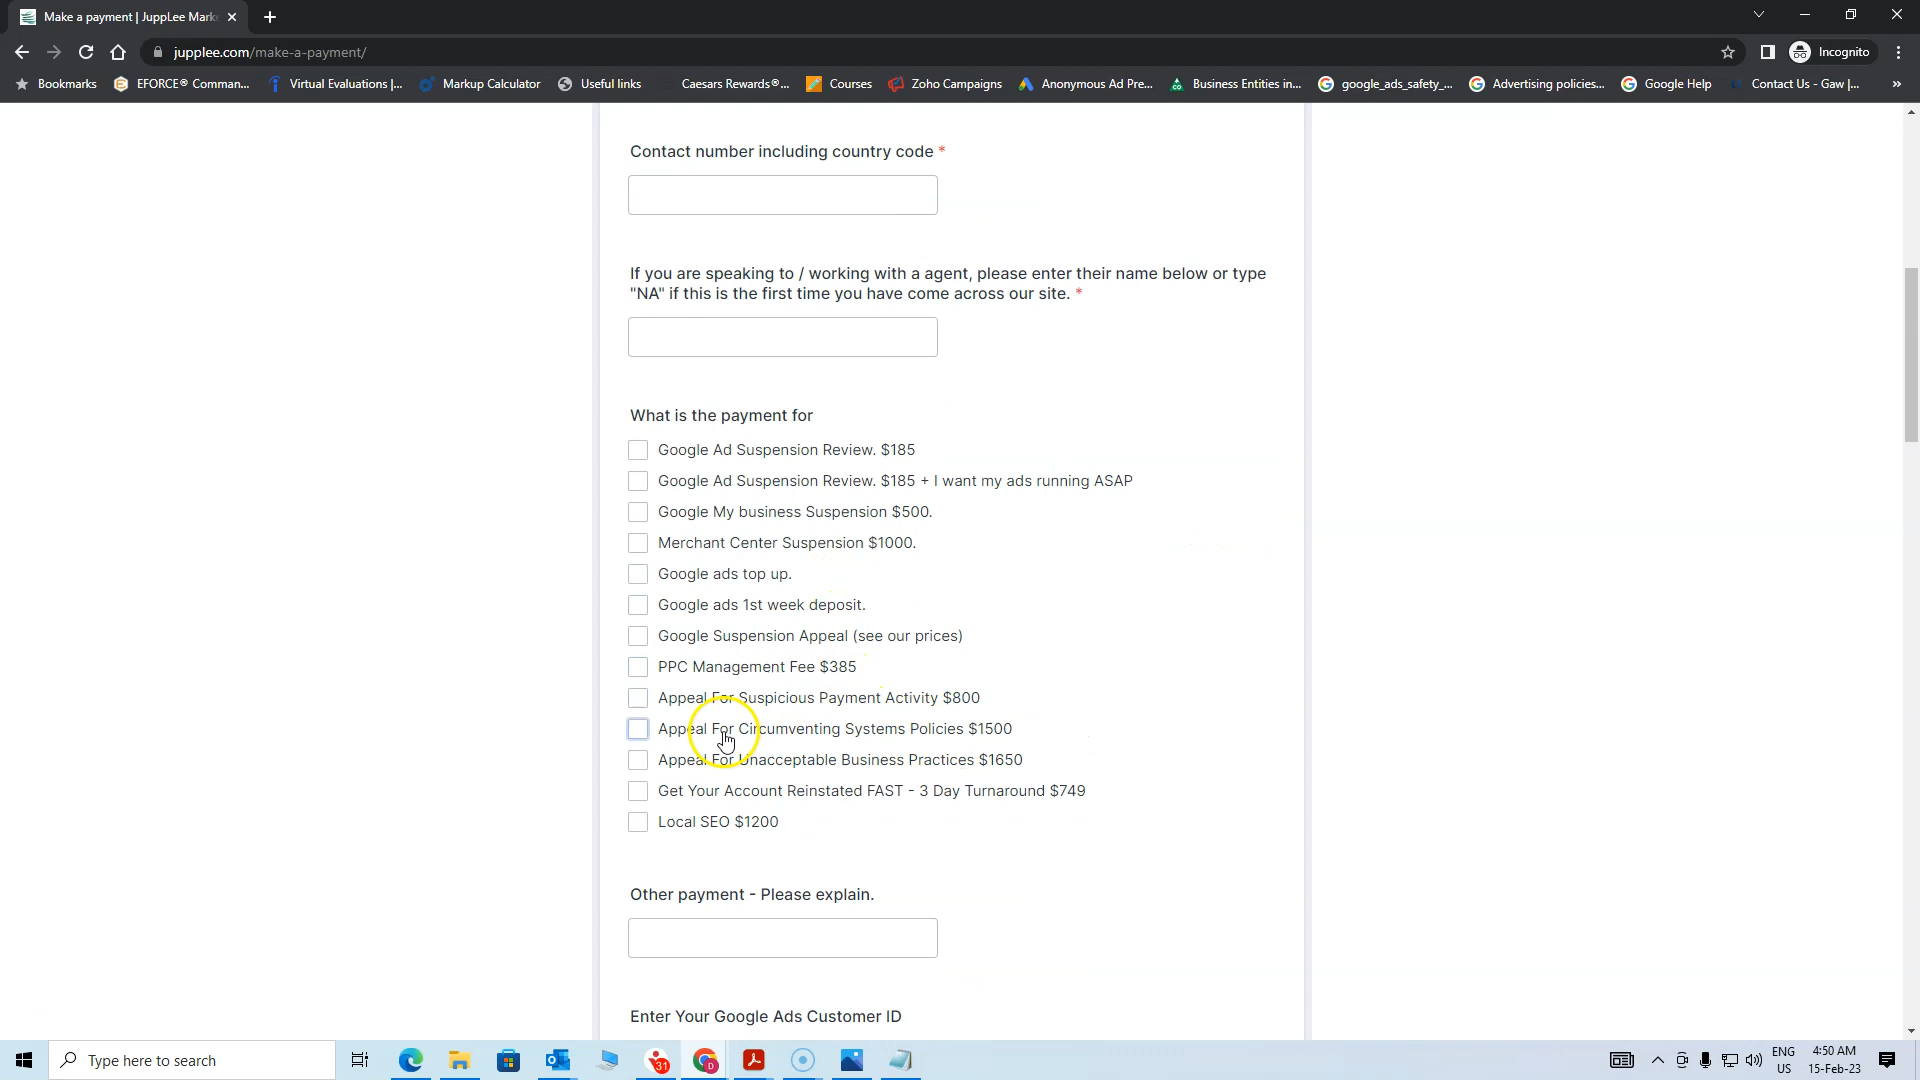 Make a payment | JuppLee Mark
jupplee.com/make-a-payment/
Incognito
Bookmarks
EFORCE® Comman...
Virtual Evaluations |...
Markup Calculator
Useful links
Caesars Rewards®...
Courses
Zoho Campaigns
Anonymous Ad Pre...
Business Entities in...
google_ads_safety_...
Advertising policies...
Google Help
Contact Us - Gaw |...
»
Contact number including country code *
If you are speaking to / working with a agent, please enter their name below or type
"NA" if this is the first time you have come across our site. *
What is the payment for
Google Ad Suspension Review. $185
Google Ad Suspension Review. $185 + I want my ads running ASAP
Google My business Suspension $500.
Merchant Center Suspension $1000.
Google ads top up.
Google ads 1st week deposit.
Google Suspension Appeal (see our prices)
PPC Management Fee $385
Appeal For Suspicious Payment Activity $800
Appeal For Circumventing Systems Policies $1500
Appeal For Unacceptable Business Practices $1650
Get Your Account Reinstated FAST - 3 Day Turnaround $749
Local SEO $1200
Other payment - Please explain.
Enter Your Google Ads Customer ID
Type here to search
31
D
ENG
US
4:50 AM
15-Feb-23